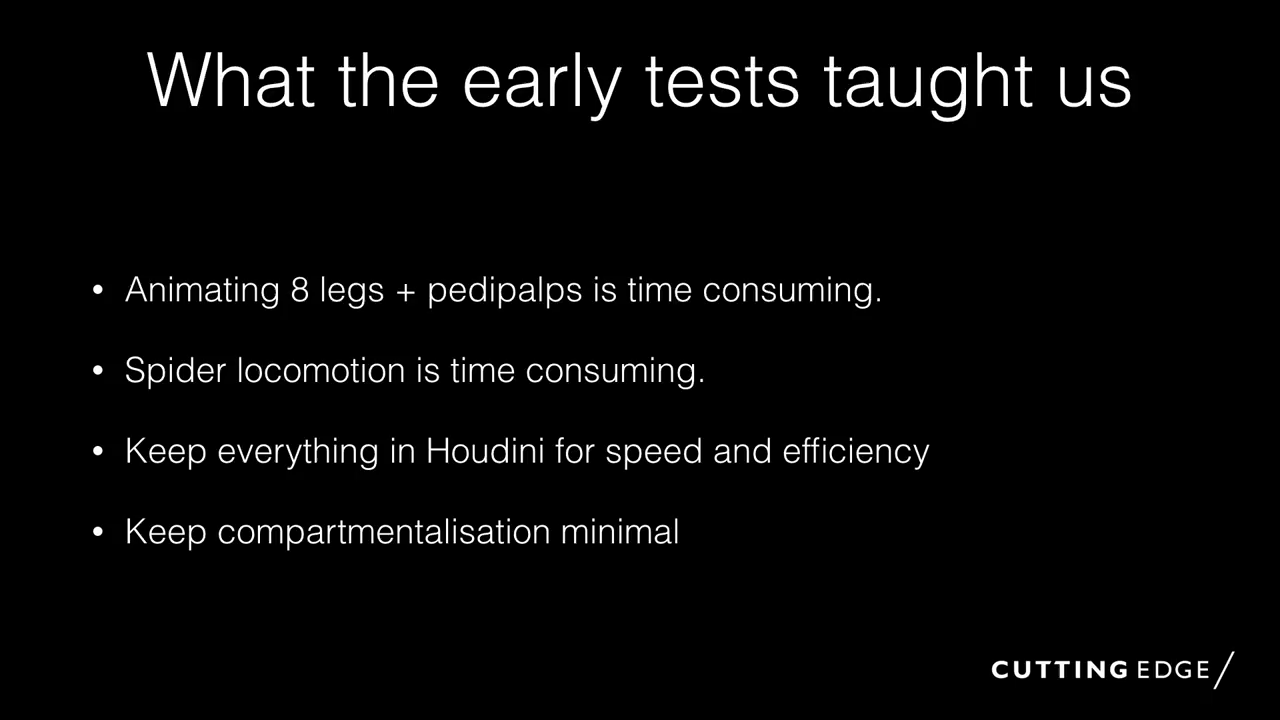 What the early tests taught us
• Animating 8 legs + pedipalps is time consuming.
• Spider locomotion is time consuming.
• Keep everything in Houdini for speed and efficiency
• Keep compartmentalisation minimal
CUTTING EDGE/